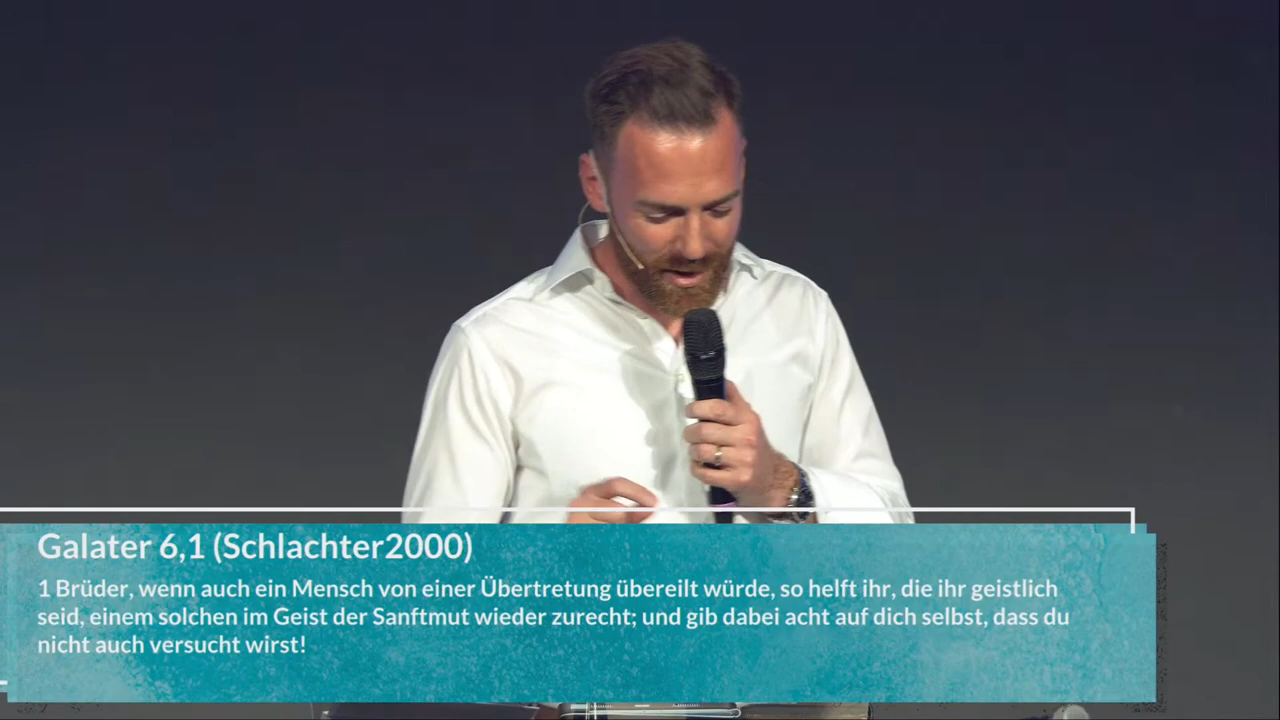 Galater 6,1 (Schlachter2000)
1 Brüder, wenn auch ein Mensch von einer Übertretung übereilt würde, so helft ihr, die ihr geistlich
seid, einem solchen im Geist der Sanftmut wieder zurecht; und gib dabei acht auf dich selbst, dass du
nicht auch versucht wirst!